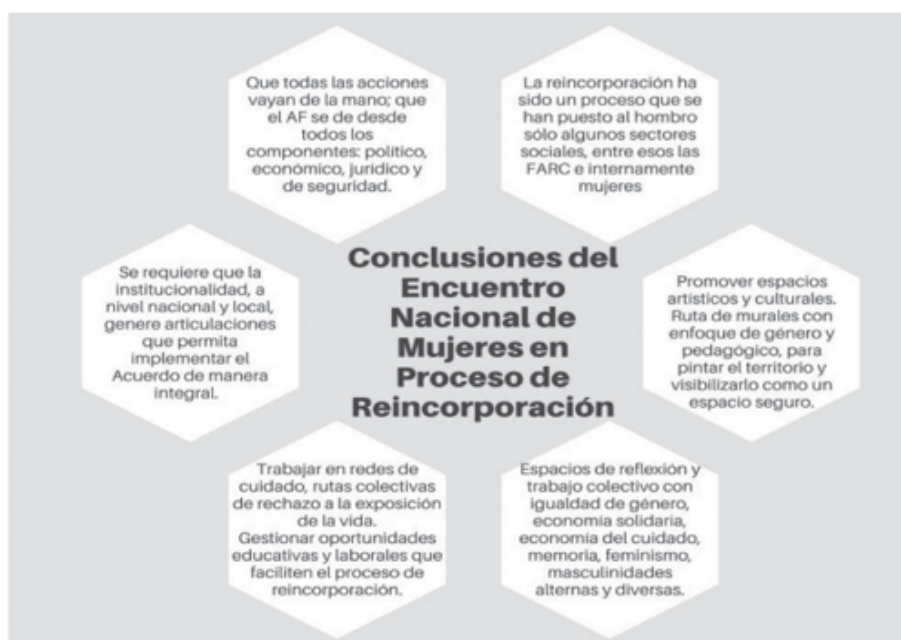 Que todas las acciones
vayan de la mano; que
el AF se de desde
todos los
componentes: político,
económico, jurídico y
de seguridad.
La reincorporación ha
sido un proceso que se
han puesto al hombro
sólo algunos sectores
sociales, entre esos las
FARC e internamente
mujeres
Conclusiones del
Encuentro
Nacional de
Mujeres en
Proceso de
Reincorporación
Se requiere que la
institucionalidad, a
nivel nacional y local,
genere articulaciones
que permita
implementar el
Acuerdo de manera
integral.
Promover espacios
artísticos y culturales.
Ruta de murales con
enfoque de género y
pedagógico, para
pintar el territorio y
visibilizarlo como un
espacio seguro.
Trabajar en redes de
cuidado, rutas colectivas
de rechazo a la exposición
de la vida.
Gestionar oportunidades
educativas y laborales que
faciliten el proceso de
reincorporación.
Espacios de reflexión y
trabajo colectivo con
igualdad de género,
economía solidaria,
economía del cuidado,
memoria, feminismo,
masculinidades
alternas y diversas.